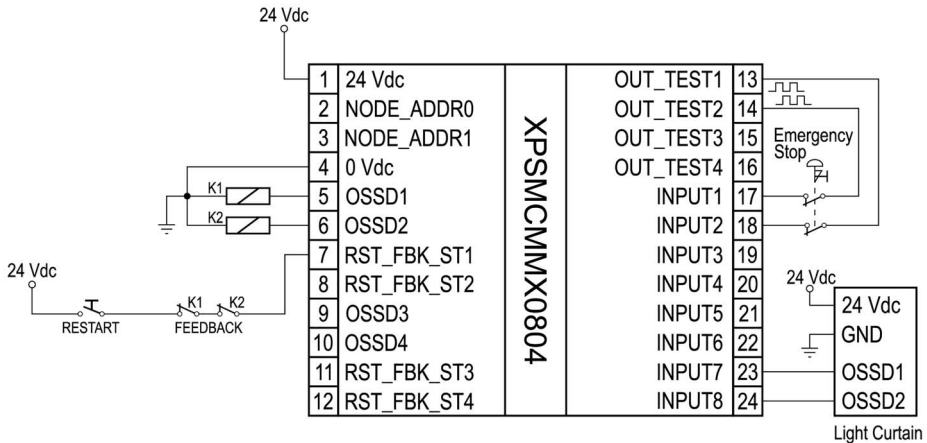 24 Vdc
1 24 Vdc
2 NODE_ADDR0
3 NODE_ADDR1
4 0 Vdc
K1 5 OSSD1
K2 6 OSSD2
7 RST_FBK_ST1
8 RST_FBK_ST2
9 OSSD3
10 OSSD4
11 RST_FBK_ST3
12 RST_FBK_ST4
24 Vdc
RESTART
K1 K2
FEEDBACK
XPSMCMMX0804
OUT_TEST1 13
OUT_TEST2 14
OUT_TEST3 15
OUT_TEST4 16
INPUT1 17
INPUT2 18
INPUT3 19
INPUT4 20
INPUT5 21
INPUT6 22
INPUT7 23
INPUT8 24
Emergency
Stop
24 Vdc
24 Vdc
GND
OSSD1
OSSD2
Light Curtain